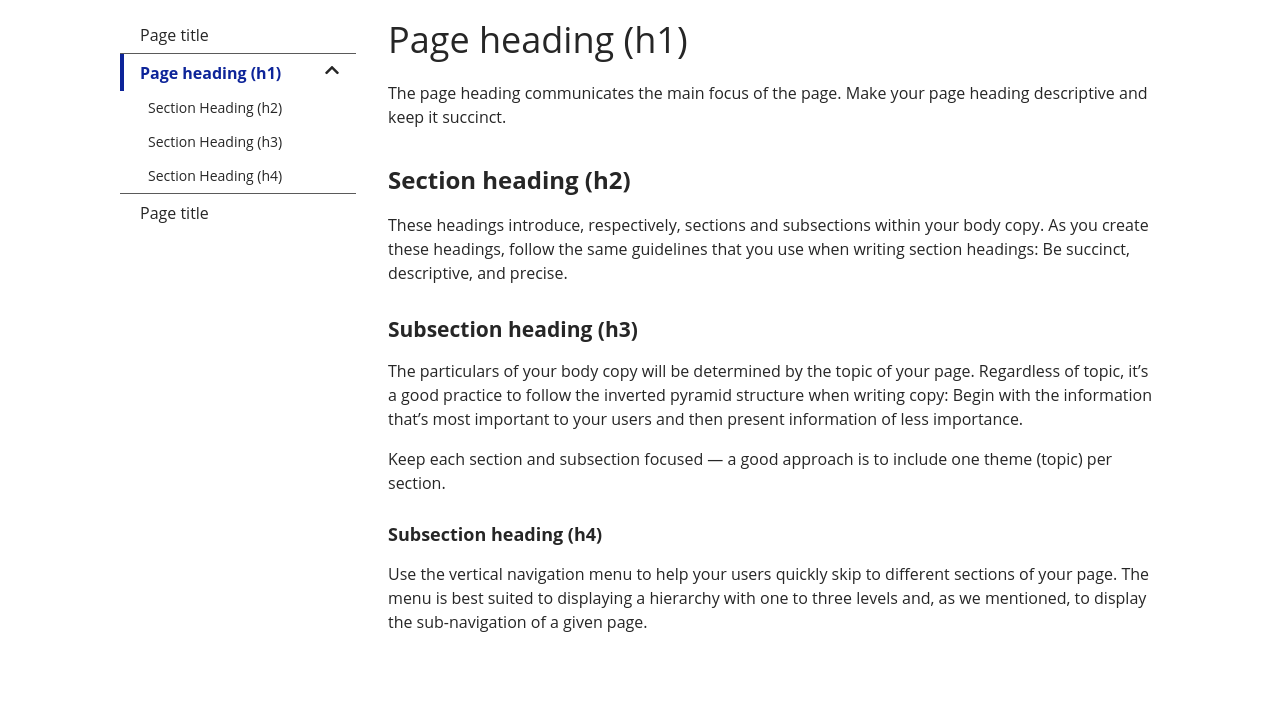 Page title
Page heading (h1)
Section Heading (h2)
Section Heading (h3)
Section Heading (h4)
Page title
Page heading (h1)
The page heading communicates the main focus of the page. Make your page heading descriptive and
keep it succinct.
Section heading (h2)
These headings introduce, respectively, sections and subsections within your body copy. As you create
these headings, follow the same guidelines that you use when writing section headings: Be succinct,
descriptive, and precise.
Subsection heading (h3)
The particulars of your body copy will be determined by the topic of your page. Regardless of topic, it’s
a good practice to follow the inverted pyramid structure when writing copy: Begin with the information
that’s most important to your users and then present information of less importance.
Keep each section and subsection focused — a good approach is to include one theme (topic) per
section.
Subsection heading (h4)
Use the vertical navigation menu to help your users quickly skip to different sections of your page. The
menu is best suited to displaying a hierarchy with one to three levels and, as we mentioned, to display
the sub-navigation of a given page.